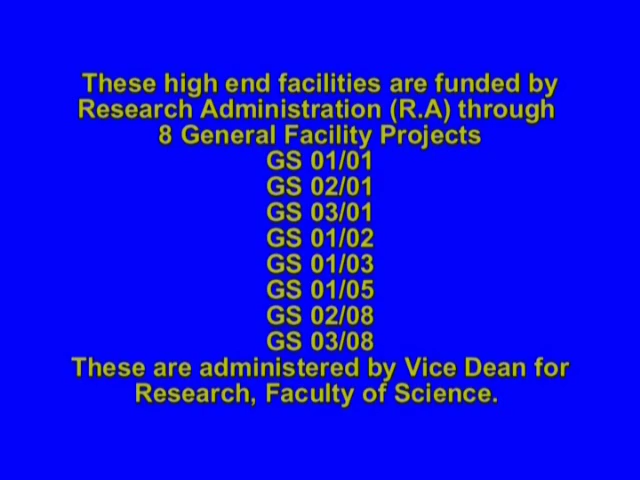 These high end facilities are funded by
Research Administration (R.A) through
8 General Facility Projects
GS 01/01
GS 02/01
GS 03/01
GS 01/02
GS 01/03
GS 01/05
GS 02/08
GS 03/08
These are administered by Vice Dean for
Research, Faculty of Science.